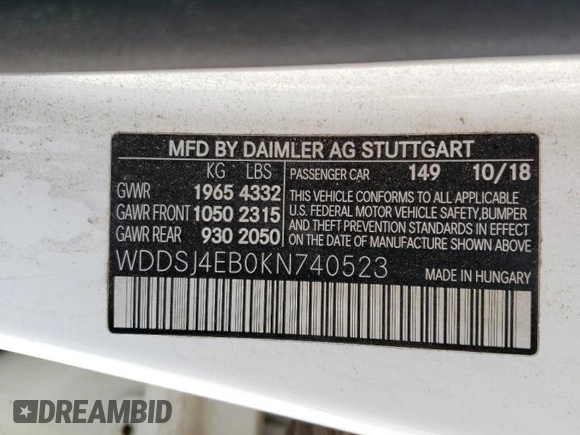 MFD BY DAIMLER AG STUTTGART
KG LBS PASSENGER CAR 149 10/18
GVWR 1965 4332
GAWR FRONT 1050 2315
GAWR REAR 930 2050
THIS VEHICLE CONFORMS TO ALL APPLICABLE
U.S. FEDERAL MOTOR VEHICLE SAFETY, BUMPER
AND THEFT PREVENTION STANDARDS IN EFFECT
ON THE DATE OF MANUFACTURE SHOWN ABOVE.
WDDSJ4EB0KN740523 MADE IN HUNGARY
DREAMBID